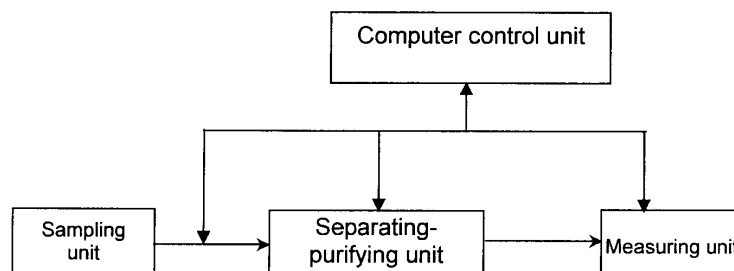 Computer control unit
Sampling
unit
Separating-
purifying unit
Measuring unit